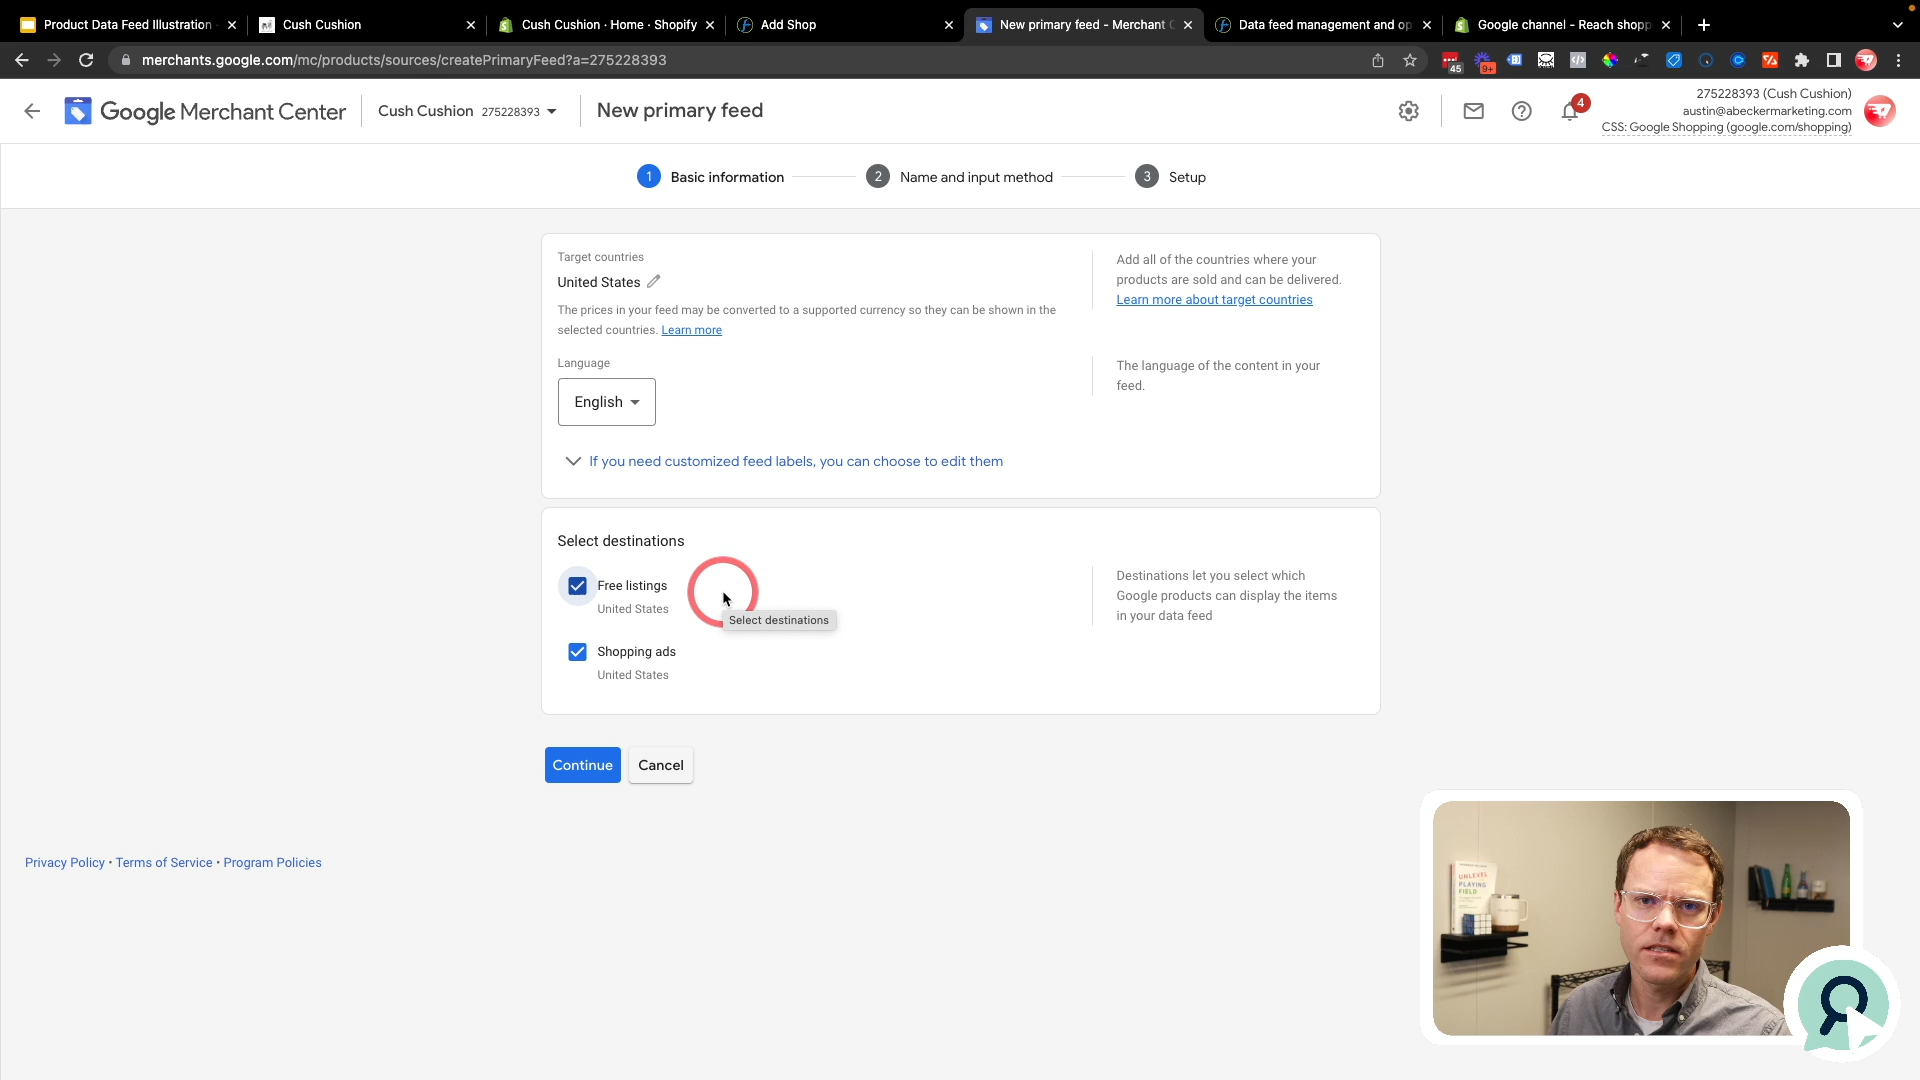 Product Data Feed Illustration
Cush Cushion
Cush Cushion · Home · Shopify
Add Shop
New primary feed - Merchant C
Data feed management and op
Google channel - Reach shopp
merchants.google.com/mc/products/sources/createPrimaryFeed?a=275228393
45
9+
Google Merchant Center
Cush Cushion 275228393
New primary feed
4
275228393 (Cush Cushion)
austin@abeckermarketing.com
CSS: Google Shopping (google.com/shopping)
1 Basic information
2 Name and input method
3 Setup
Target countries
United States
The prices in your feed may be converted to a supported currency so they can be shown in the
selected countries. Learn more
Add all of the countries where your
products are sold and can be delivered.
Learn more about target countries
Language
English
The language of the content in your
feed.
If you need customized feed labels, you can choose to edit them
Select destinations
Free listings
United States
Select destinations
Shopping ads
United States
Destinations let you select which
Google products can display the items
in your data feed
Continue
Cancel
Privacy Policy • Terms of Service • Program Policies
UNLEVEL
PLAYING
FIELD